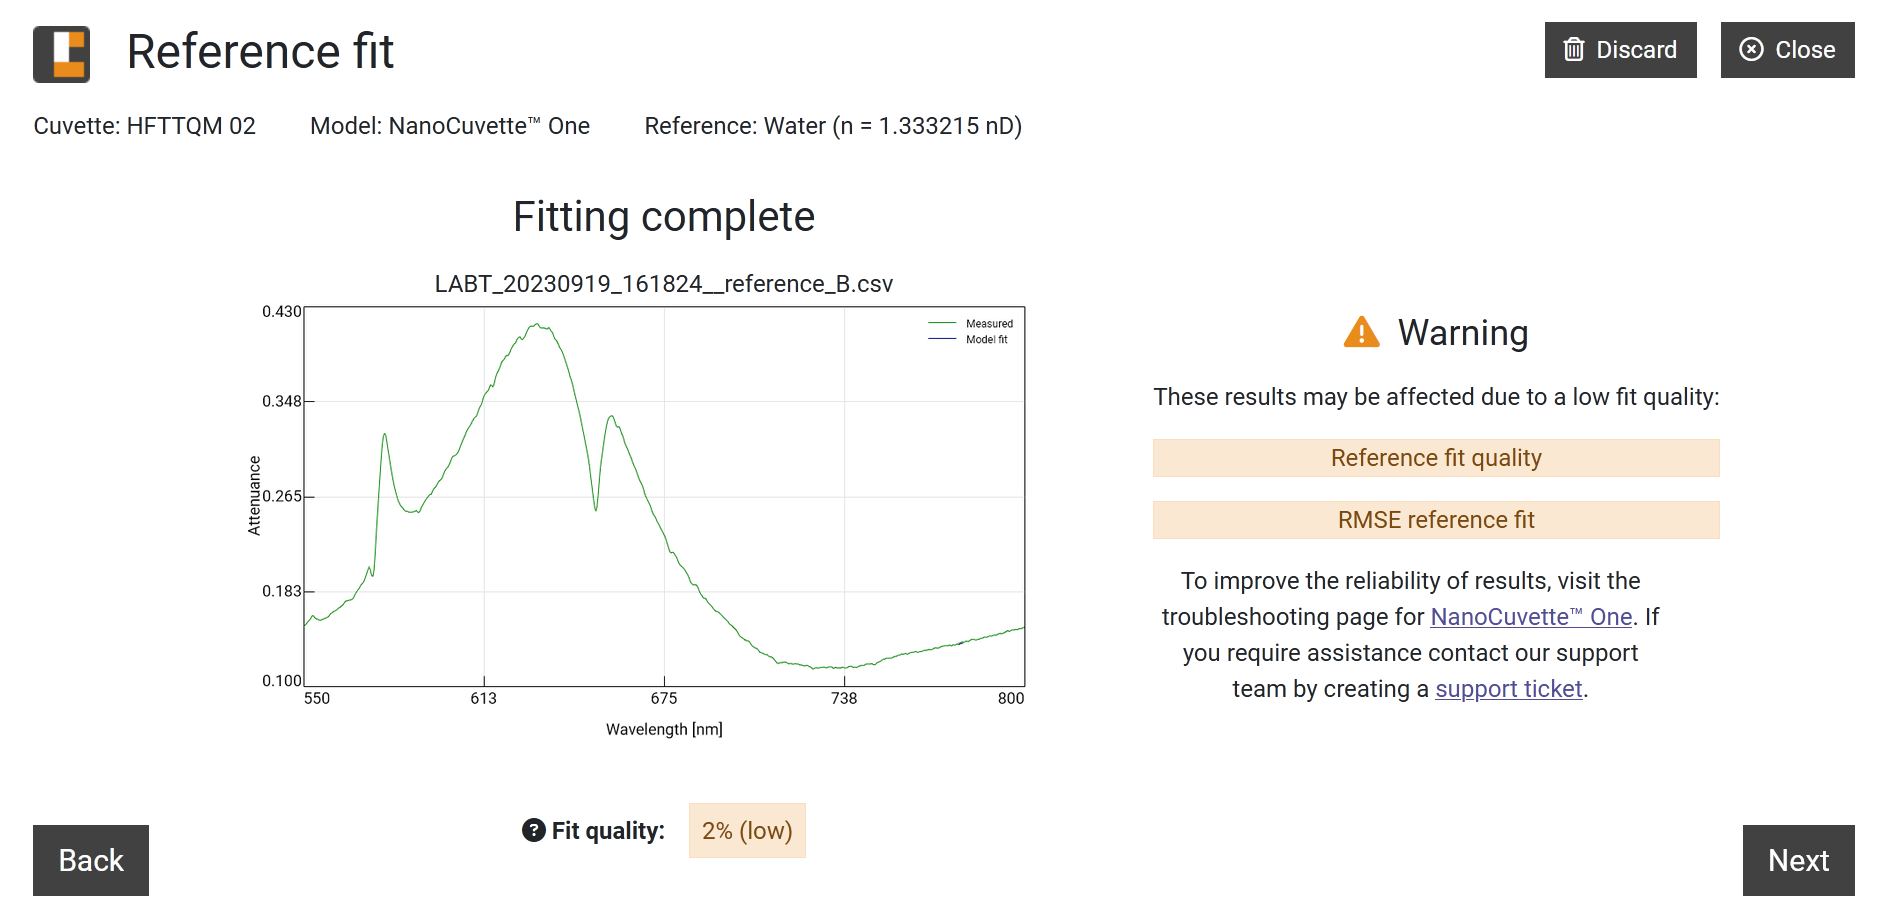 Reference fit
Discard
Close
Cuvette: HFTTQM 02
Model: NanoCuvette™ One
Reference: Water (n = 1.333215 nD)
Fitting complete
LABT_20230919_161824__reference_B.csv
0.430
0.348
0.265
0.183
0.100
Attenuance
Measured
Model fit
550
613
675
738
800
Wavelength [nm]
Fit quality:
2% (low)
Warning
These results may be affected due to a low fit quality:
Reference fit quality
RMSE reference fit
To improve the reliability of results, visit the
troubleshooting page for NanoCuvette™ One. If
you require assistance contact our support
team by creating a support ticket.
Back
Next